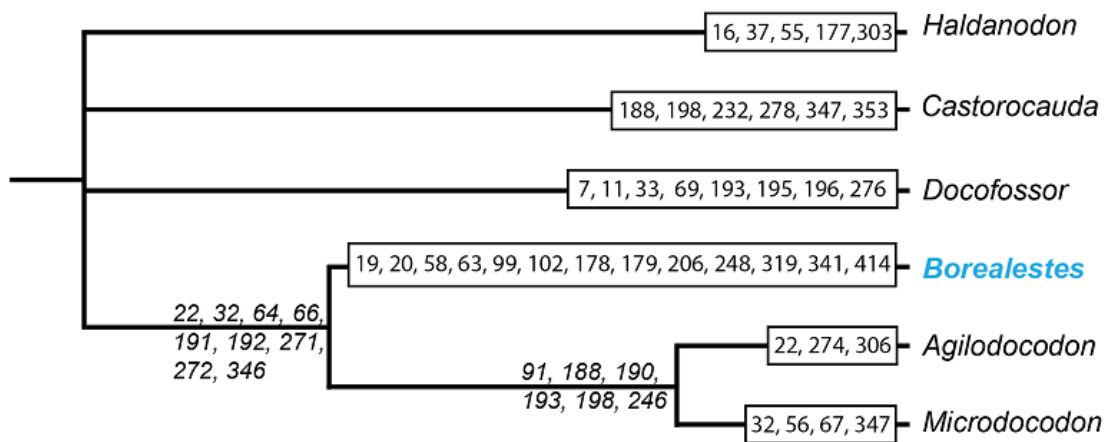 16, 37, 55, 177,303
Haldanodon
188, 198, 232, 278, 347, 353
Castorocauda
7, 11, 33, 69, 193, 195, 196, 276
Docofossor
19, 20, 58, 63, 99, 102, 178, 179, 206, 248, 319, 341, 414
Borealestes
22, 32, 64, 66,
191, 192, 271,
272, 346
22, 274, 306
Agilodocodon
91, 188, 190,
193, 198, 246
32, 56, 67, 347
Microdocodon